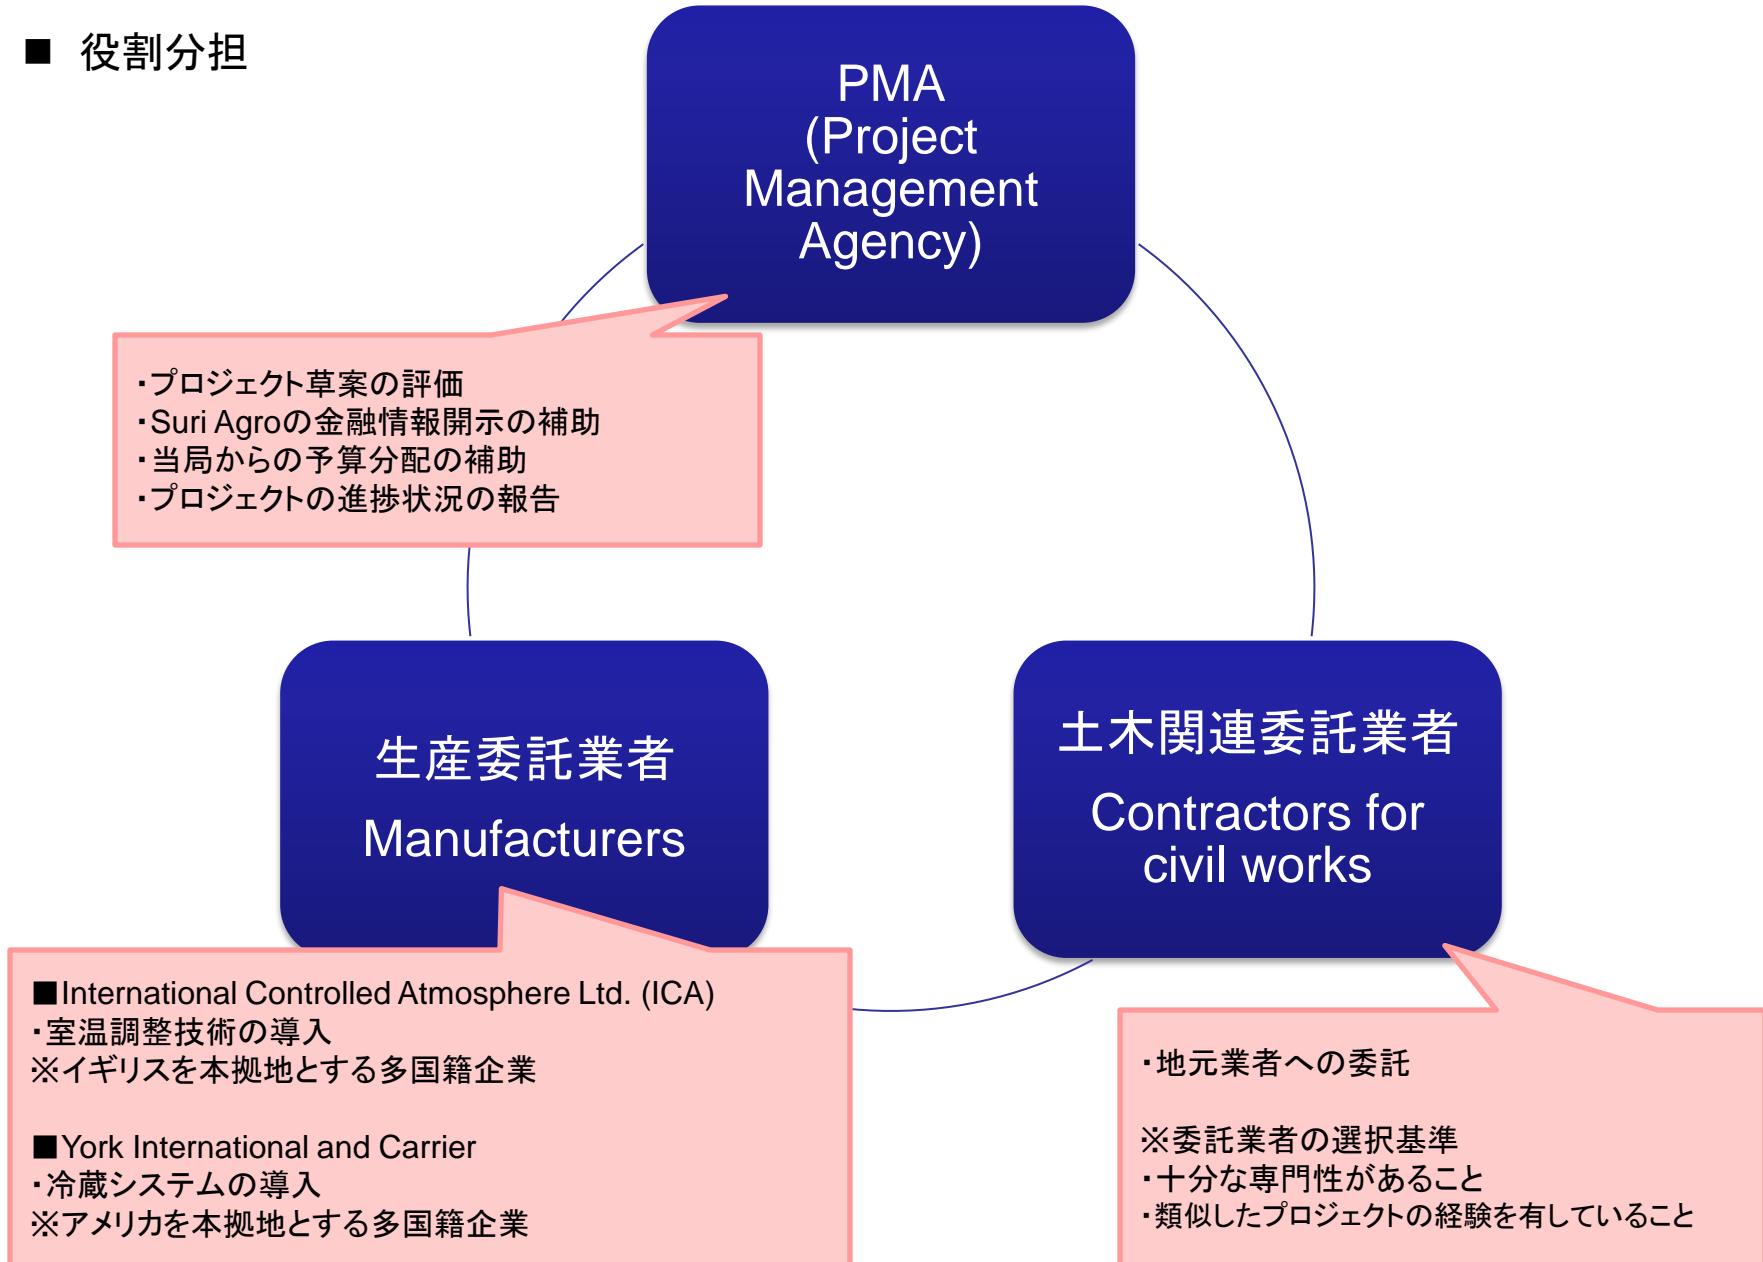 ■ 役割分担
PMA
(Project
Management
Agency)
・プロジェクト草案の評価
・Suri Agroの金融情報開示の補助
・当局からの予算分配の補助
・プロジェクトの進捗状況の報告
生産委託業者
Manufacturers
土木関連委託業者
Contractors for
civil works
■International Controlled Atmosphere Ltd. (ICA)
・室温調整技術の導入
※イギリスを本拠地とする多国籍企業
■York International and Carrier
・冷蔵システムの導入
※アメリカを本拠地とする多国籍企業
・地元業者への委託
※委託業者の選択基準
・十分な専門性があること
・類似したプロジェクトの経験を有していること